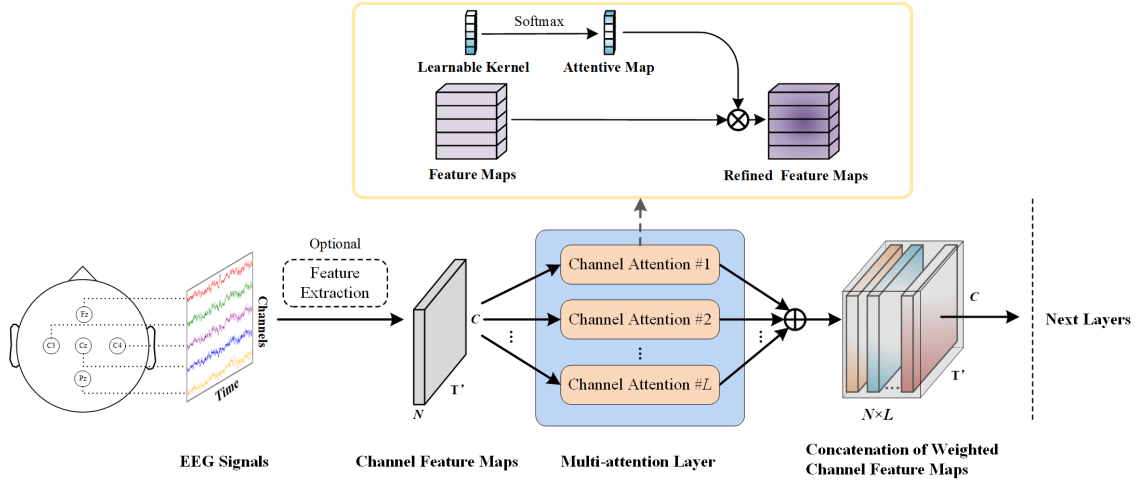 Softmax
Learnable Kernel
Attentive Map
Feature Maps
Refined Feature Maps
Optional
Feature
Extraction
Channel Attention #1
Channel Attention #2
⋮
Channel Attention #L
Fz
C3
Cz
C4
Pz
Channels
Time
C
⋮
T’
N
⋮
C
T’
...
N×L
Next Layers
EEG Signals
Channel Feature Maps
Multi-attention Layer
Concatenation of Weighted
Channel Feature Maps